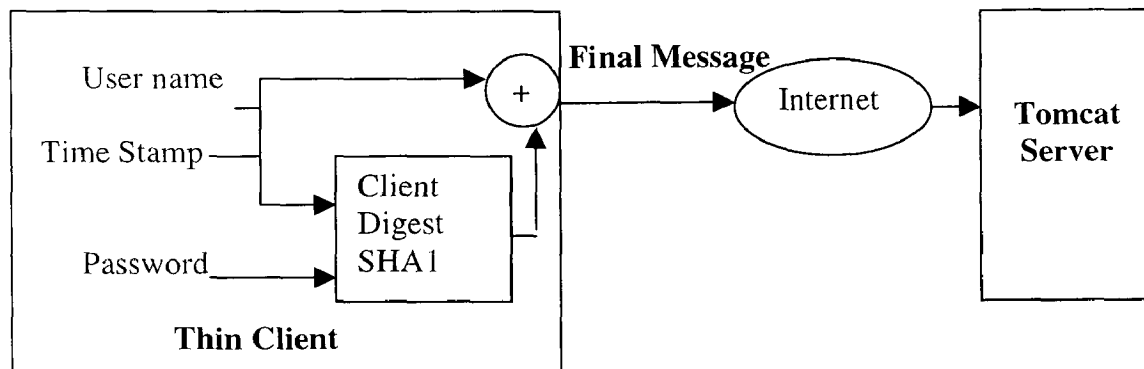 User name
Time Stamp
Password
Client
Digest
SHA1
+
Thin Client
Final Message
Internet
Tomcat
Server